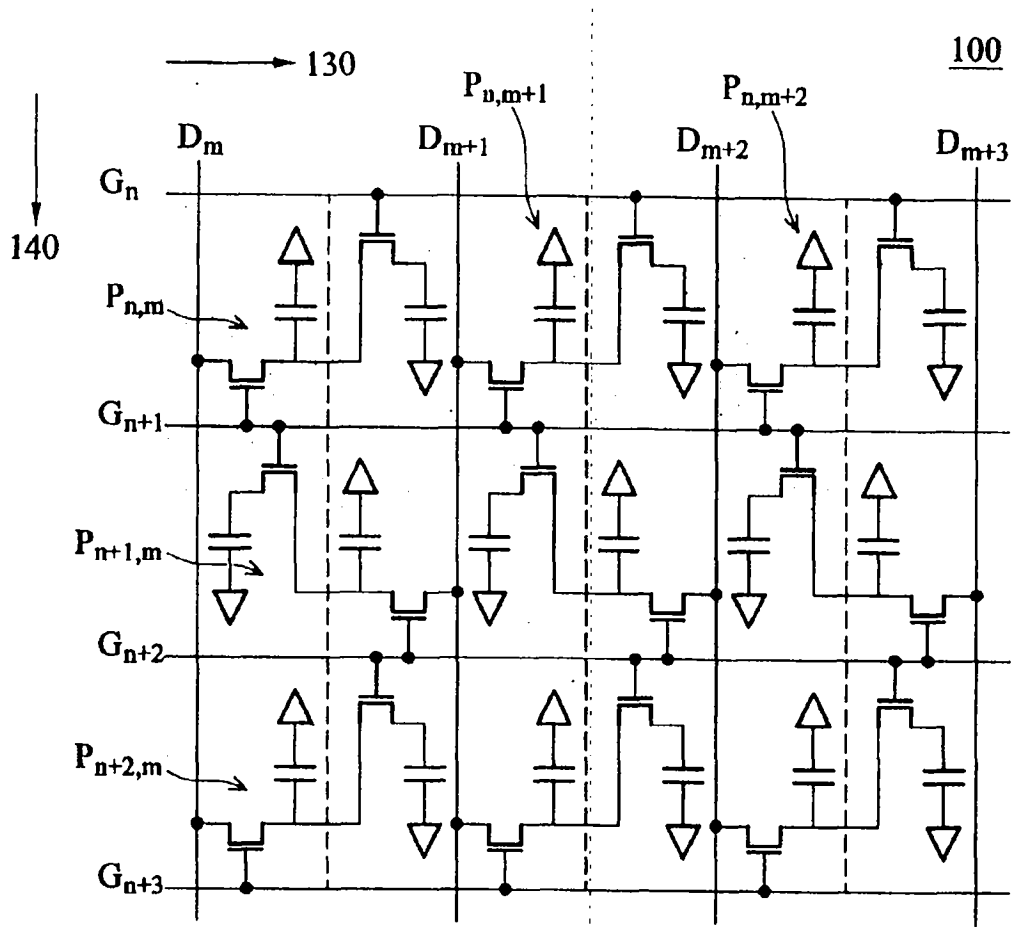 130
100
P_{n,m+1}
P_{n,m+2}
D_m
D_{m+1}
D_{m+2}
D_{m+3}
G_n
140
P_{n,m}
G_{n+1}
P_{n+1,m}
G_{n+2}
P_{n+2,m}
G_{n+3}